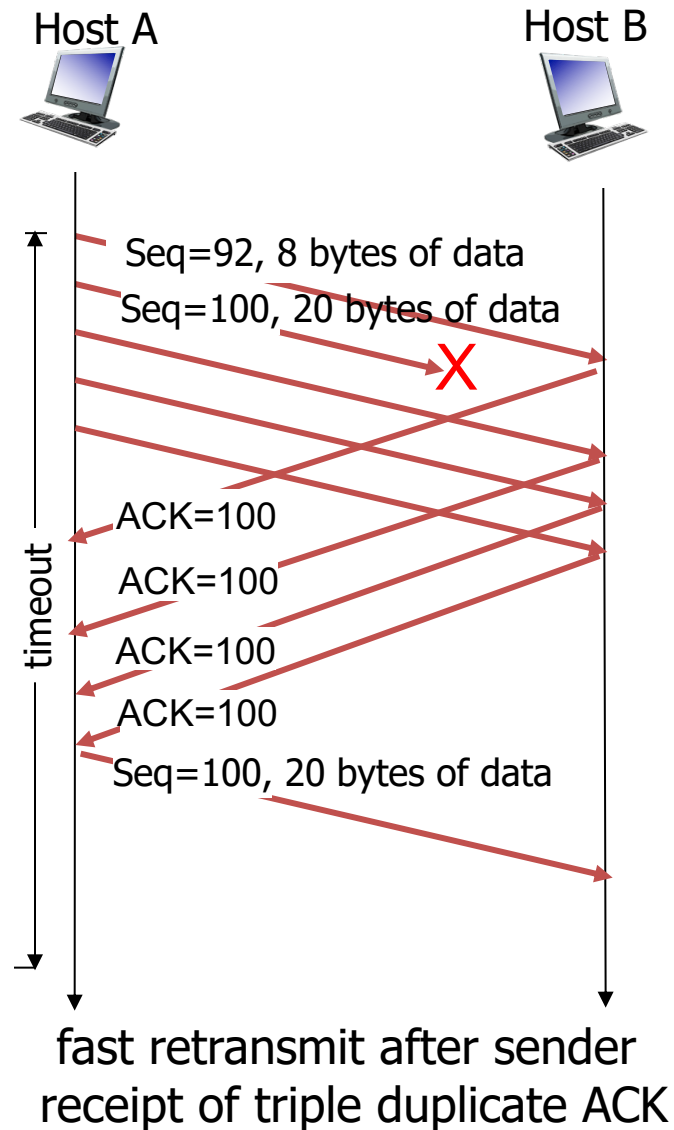 Host A
Host B
Seq=92, 8 bytes of data
Seq=100, 20 bytes of data
X
timeout
ACK=100
ACK=100
ACK=100
ACK=100
Seq=100, 20 bytes of data
fast retransmit after sender
receipt of triple duplicate ACK